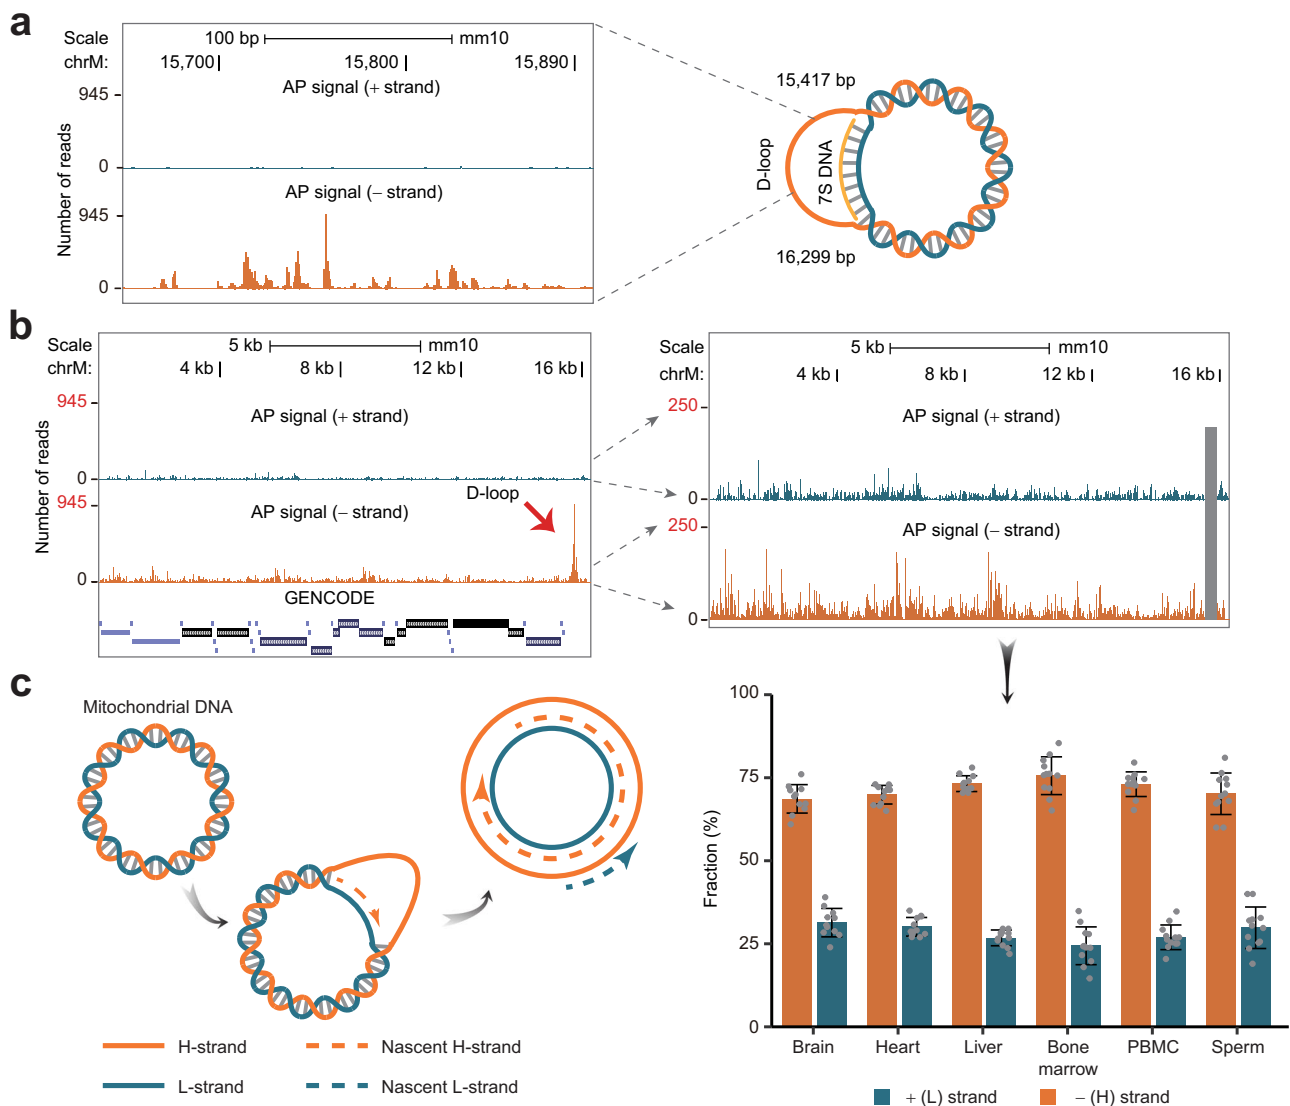 a
Scale
100 bp
mm10
chrM:
15,700
15,800
15,890
AP signal (+ strand)
945
0
AP signal (− strand)
945
0
Number of reads
15,417 bp
D-loop
7S DNA
16,299 bp
b
Scale
5 kb
mm10
chrM:
4 kb
8 kb
12 kb
16 kb
945
AP signal (+ strand)
0
D-loop
945
AP signal (− strand)
0
Number of reads
GENCODE
Scale
5 kb
mm10
chrM:
4 kb
8 kb
12 kb
16 kb
250
AP signal (+ strand)
0
250
AP signal (− strand)
0
c
Mitochondrial DNA
H-strand
Nascent H-strand
L-strand
Nascent L-strand
100
75
50
25
0
Fraction (%)
Brain
Heart
Liver
Bone
marrow
PBMC
Sperm
+ (L) strand
− (H) strand